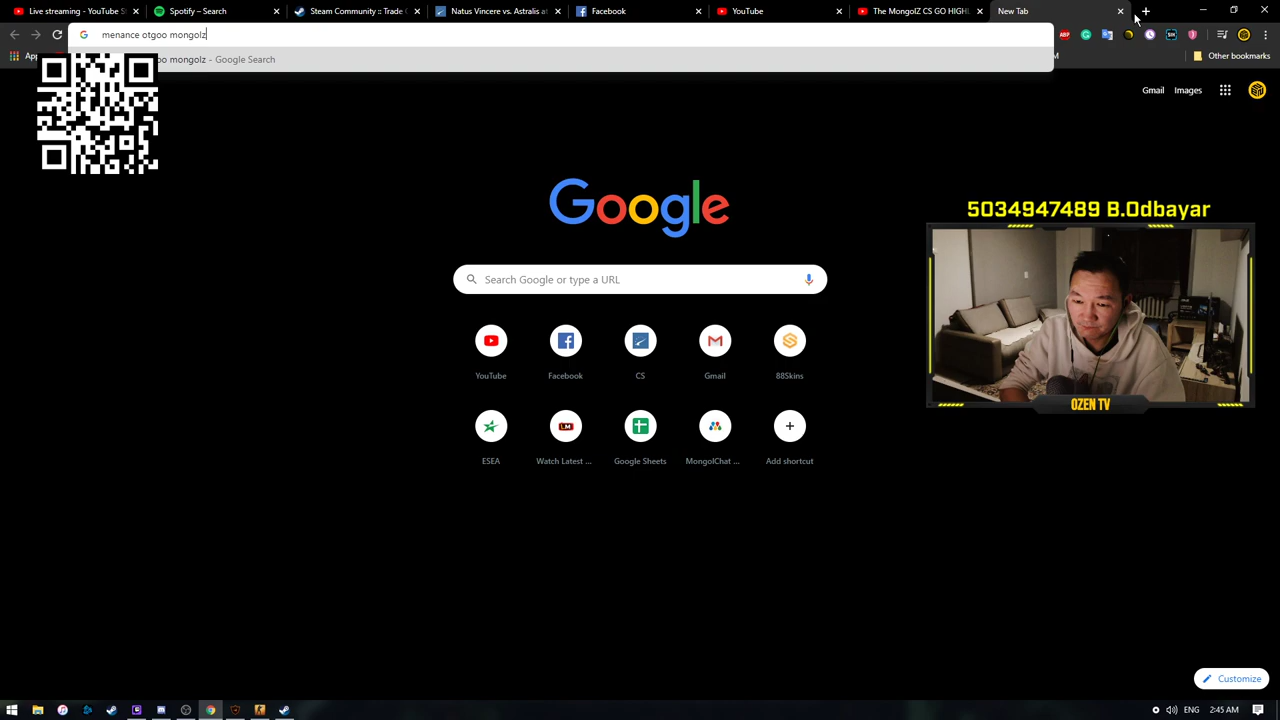 Live streaming - YouTube S
Spotify – Search
Steam Community :: Trade O
Natus Vincere vs. Astralis at
Facebook
YouTube
The MongolZ CS GO HIGHL
New Tab
menance otgoo mongolz
oo mongolz - Google Search
Other bookmarks
Gmail
Images
Google
5034947489 B.Odbayar
Search Google or type a URL
OZEN TV
YouTube
Facebook
CS
Gmail
88Skins
ESEA
Watch Latest ...
Google Sheets
MongolChat ...
Add shortcut
Customize
ENG
2:45 AM